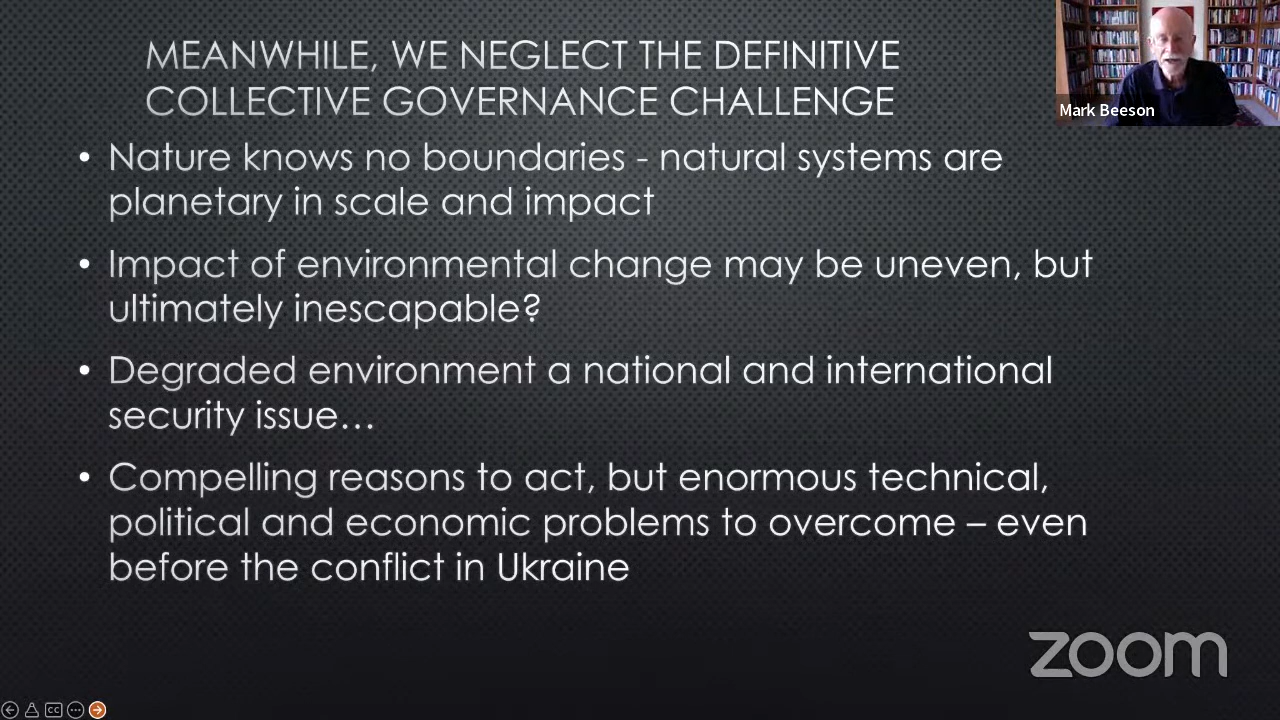 MEANWHILE, WE NEGLECT THE DEFINITIVE
COLLECTIVE GOVERNANCE CHALLENGE
Mark Beeson
• Nature knows no boundaries - natural systems are
planetary in scale and impact
• Impact of environmental change may be uneven, but
ultimately inescapable?
• Degraded environment a national and international
security issue…
• Compelling reasons to act, but enormous technical,
political and economic problems to overcome – even
before the conflict in Ukraine
zoom
CC